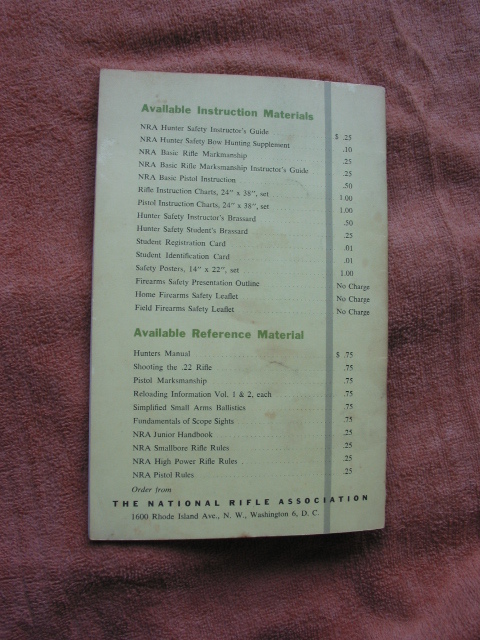 Available Instruction Materials
NRA Hunter Safety Instructor's Guide $ .25
NRA Hunter Safety Bow Hunting Supplement .10
NRA Basic Rifle Markmanship .25
NRA Basic Rifle Marksmanship Instructor's Guide .25
NRA Basic Pistol Instruction .50
Rifle Instruction Charts, 24" x 38", set 1.00
Pistol Instruction Charts, 24" x 38", set 1.00
Hunter Safety Instructor's Brassard .50
Hunter Safety Student's Brassard .25
Student Registration Card .01
Student Identification Card .01
Safety Posters, 14" x 22", set 1.00
Firearms Safety Presentation Outline No Charge
Home Firearms Safety Leaflet No Charge
Field Firearms Safety Leaflet No Charge
Available Reference Material
Hunters Manual $ .75
Shooting the .22 Rifle .75
Pistol Marksmanship .75
Reloading Information Vol. 1 & 2, each .75
Simplified Small Arms Ballistics .75
Fundamentals of Scope Sights .75
NRA Junior Handbook .25
NRA Smallbore Rifle Rules .25
NRA High Power Rifle Rules .25
NRA Pistol Rules .25
Order from
THE NATIONAL RIFLE ASSOCIATION
1600 Rhode Island Ave., N. W., Washington 6, D. C.